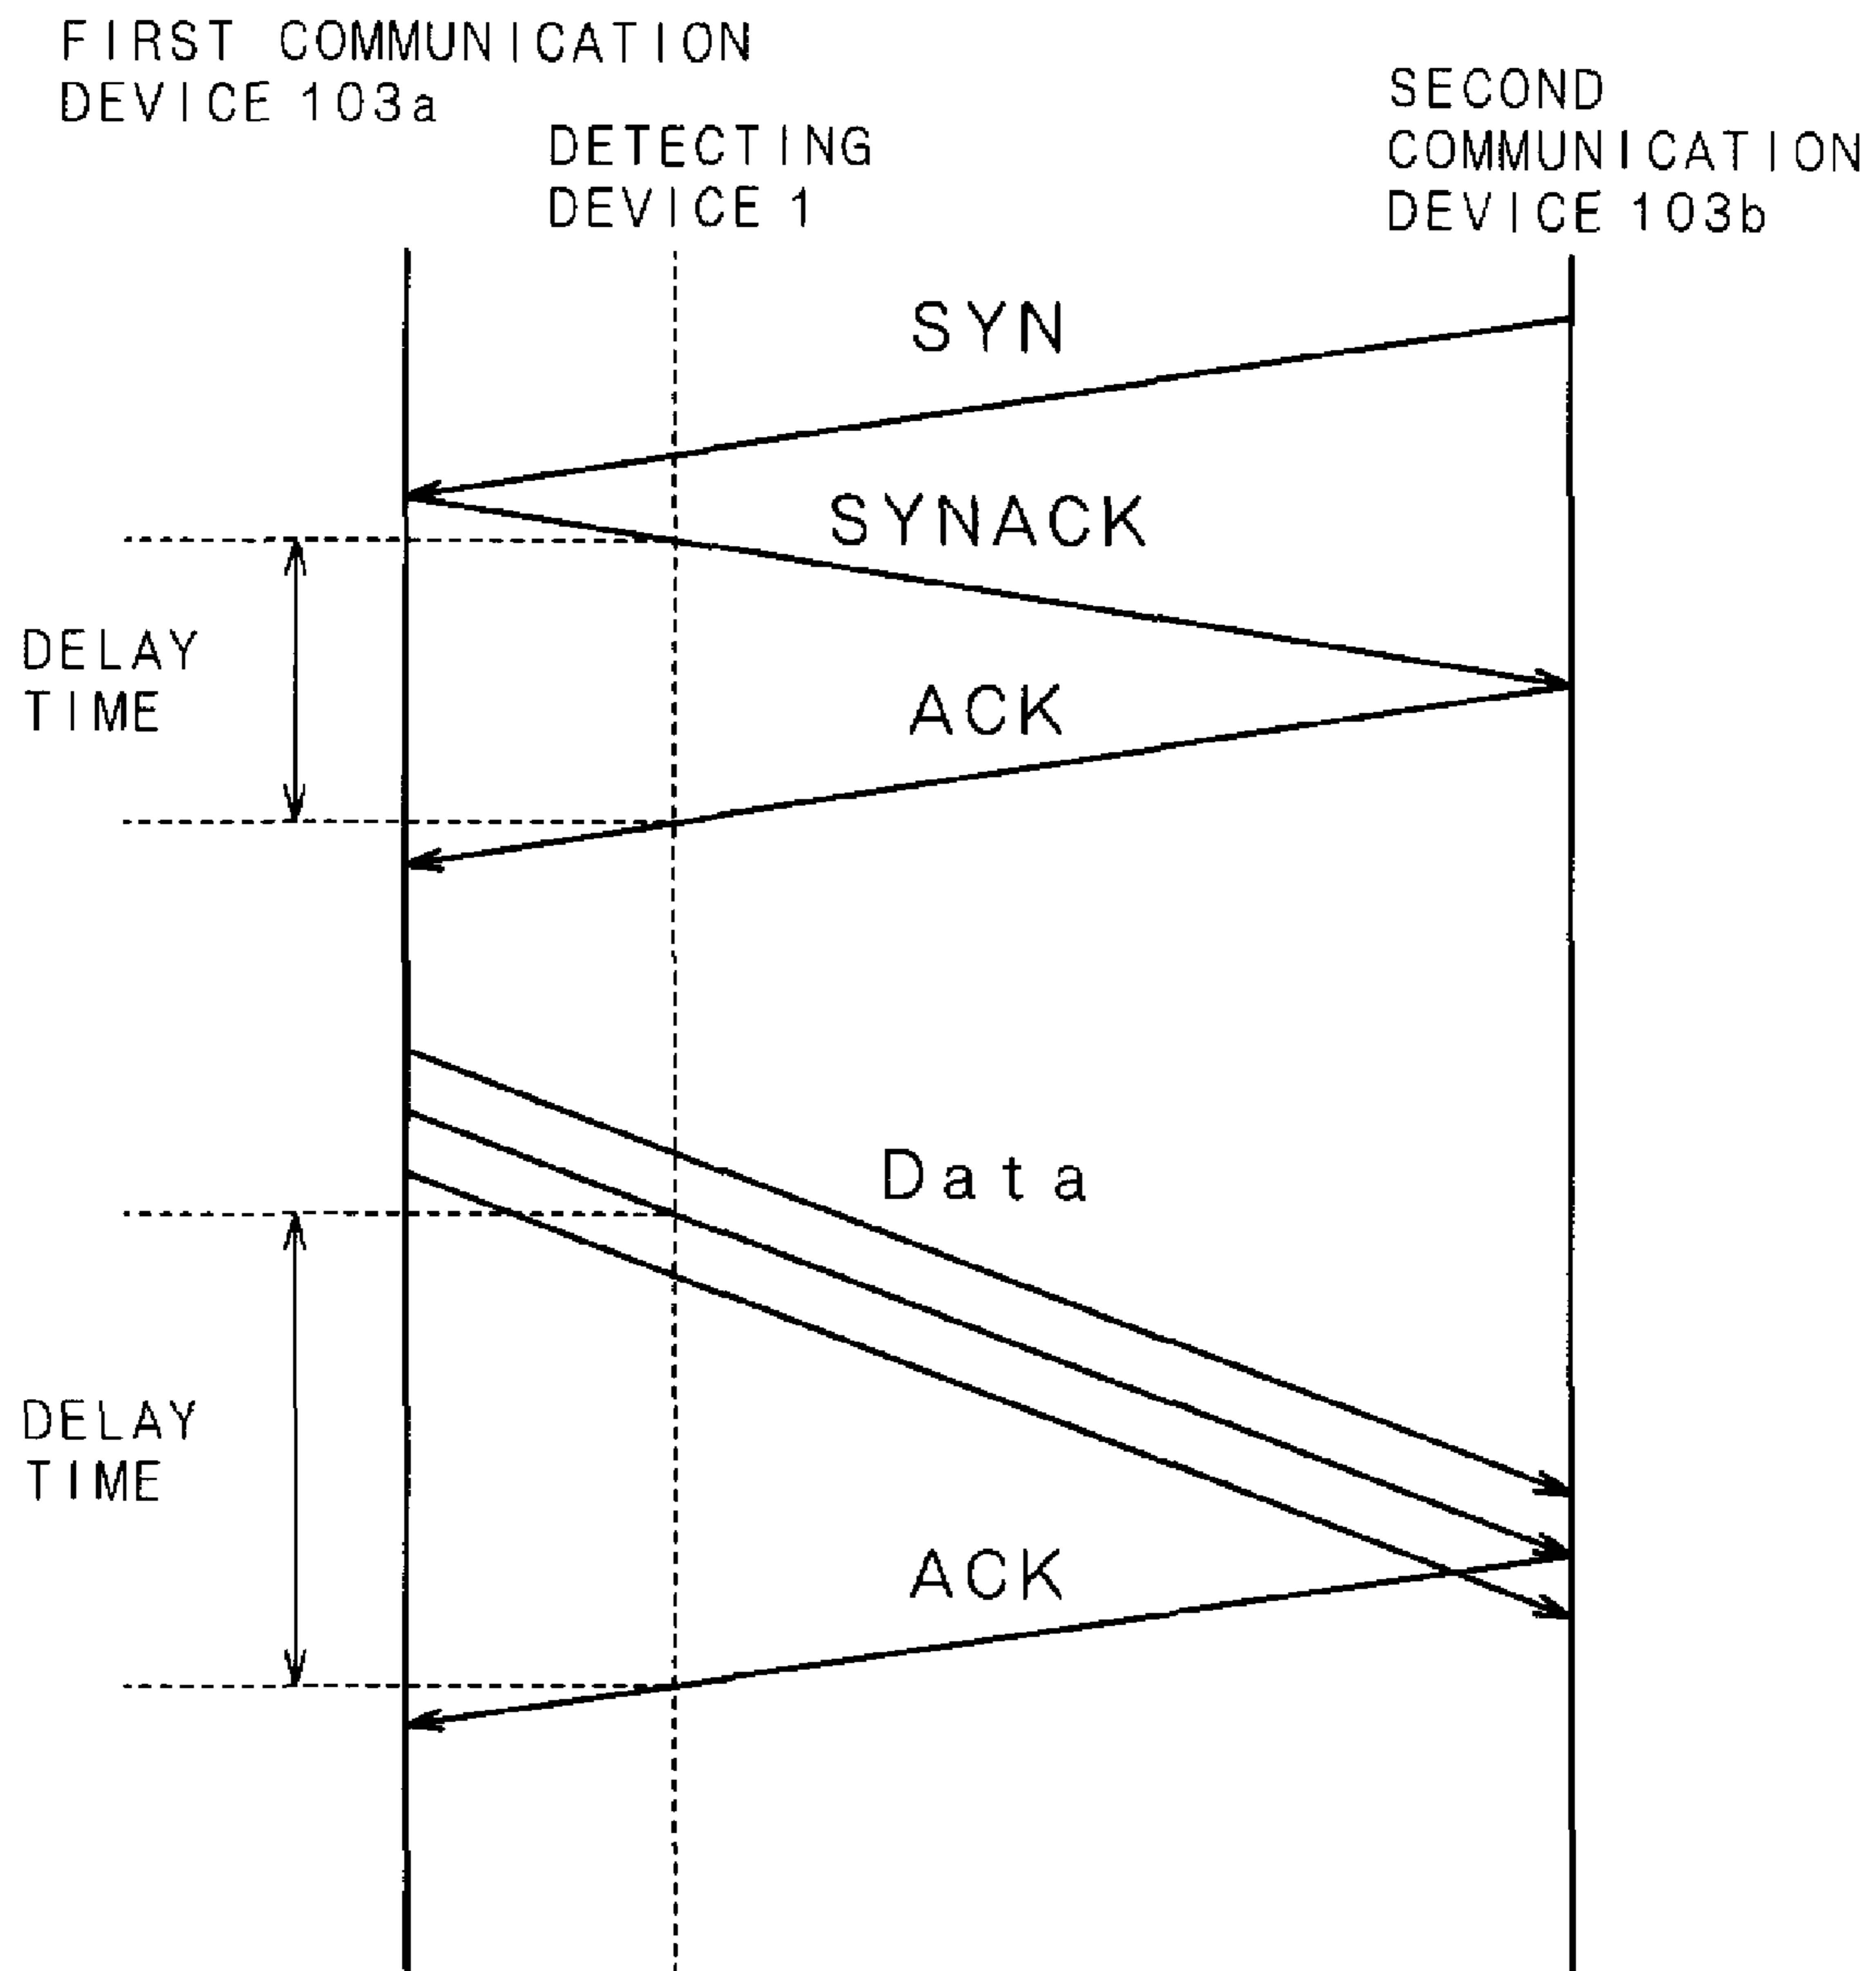 FIRST COMMUNICATION
DEVICE 103a
DETECTING
DEVICE 1
SECOND
COMMUNICATION
DEVICE 103b
SYN
SYNACK
DELAY
TIME
ACK
Data
DELAY
TIME
ACK